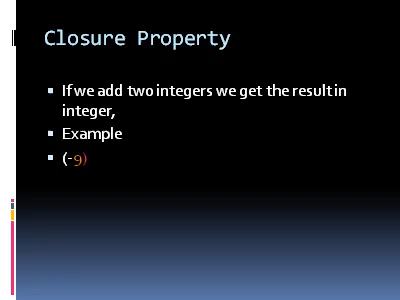 Closure Property
If we add two integers we get the result in
integer,
Example
(-9)